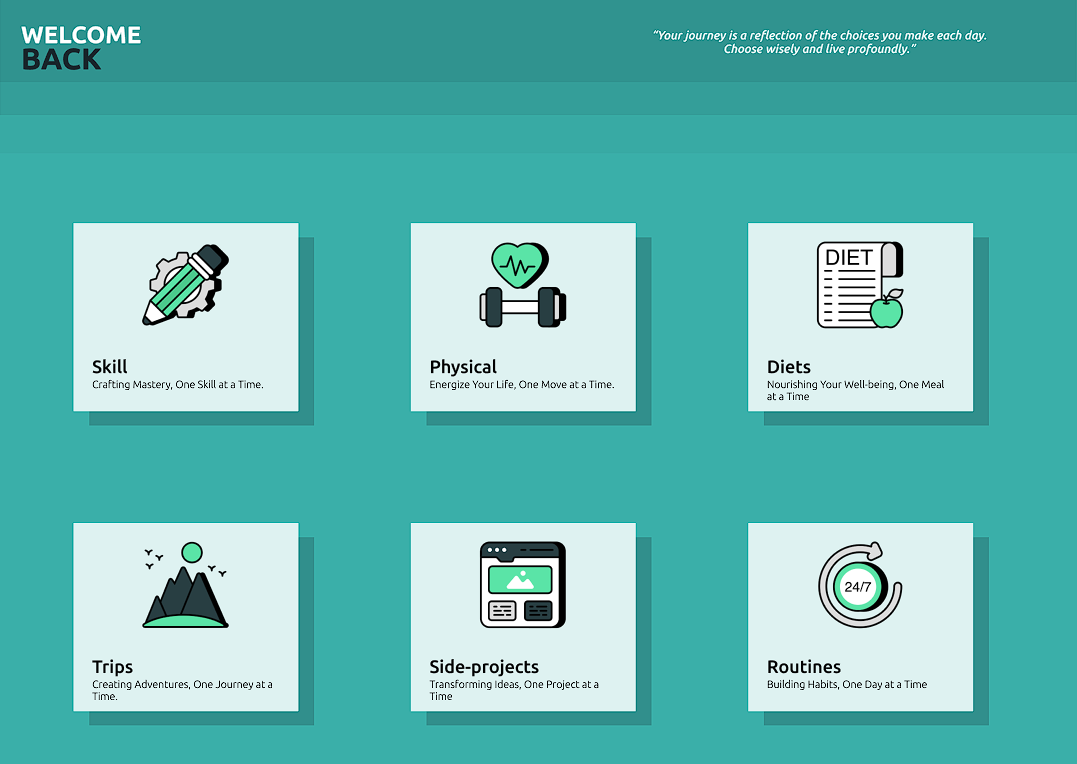 WELCOME
BACK
“Your journey is a reflection of the choices you make each day.
Choose wisely and live profoundly.”
Skill
Crafting Mastery, One Skill at a Time.
Physical
Energize Your Life, One Move at a Time.
DIET
Diets
Nourishing Your Well-being, One Meal
at a Time
Trips
Creating Adventures, One Journey at a
Time.
Side-projects
Transforming Ideas, One Project at a
Time
24/7
Routines
Building Habits, One Day at a Time